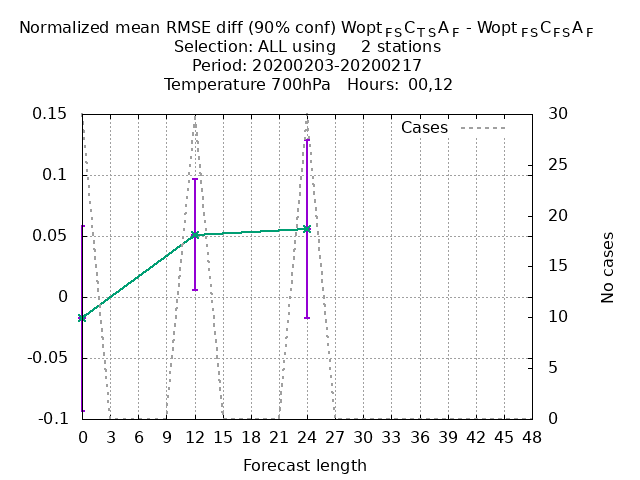 Normalized mean RMSE diff (90% conf) Wopt FS C T S A F - Wopt FS C FS A F
Selection: ALL using 2 stations
Period: 20200203-20200217
Temperature 700hPa Hours: 00,12
Cases
0.15
0.1
0.05
0
-0.05
-0.1
30
25
20
15
10
5
0
No cases
0 3 6 9 12 15 18 21 24 27 30 33 36 39 42 45 48
Forecast length